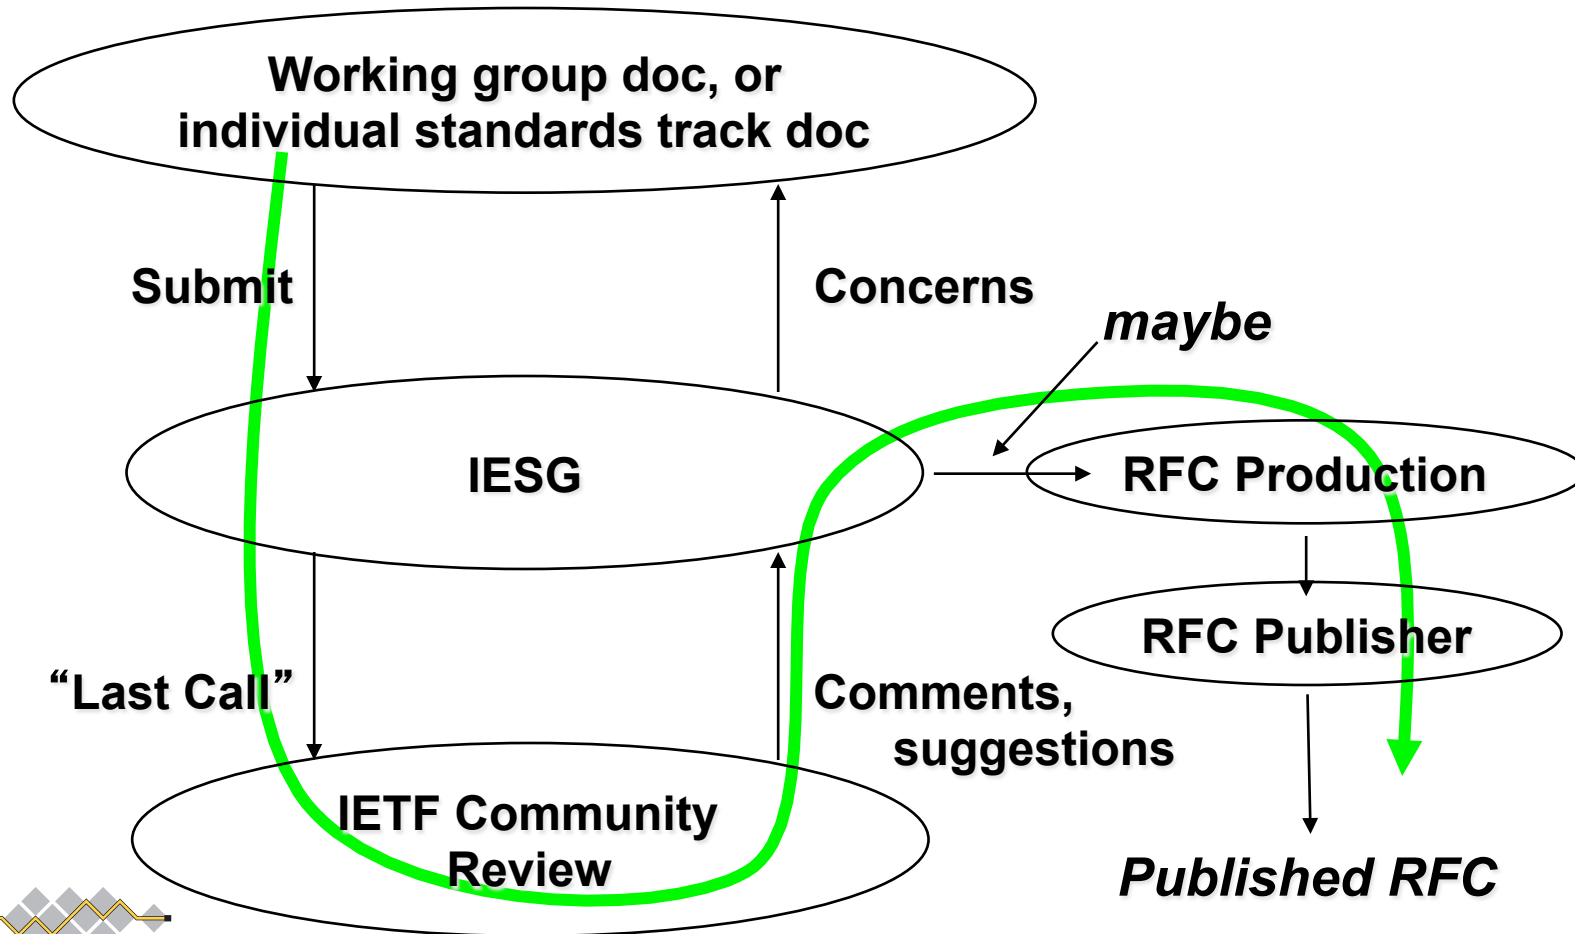 Working group doc, or
individual standards track doc
Submit
Concerns
maybe
IESG
RFC Production
RFC Publisher
“Last Call”
Comments,
suggestions
IETF Community
Review
Published RFC